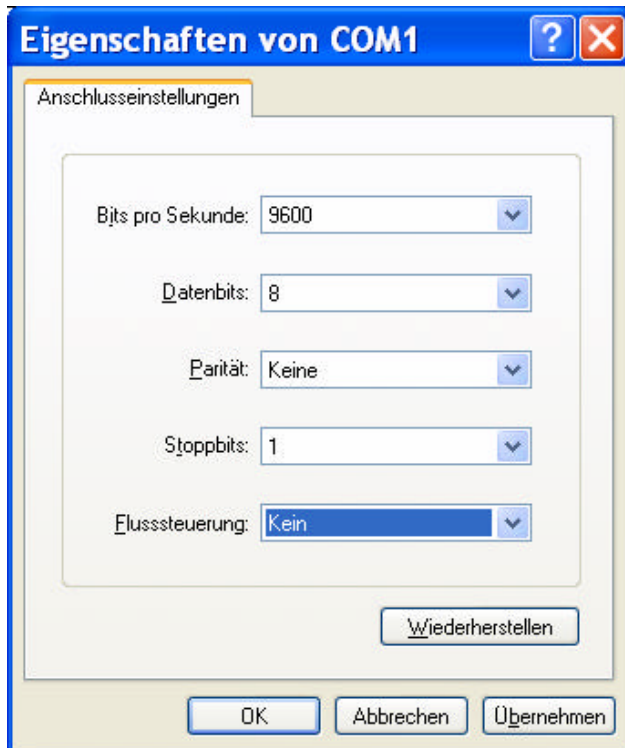 Eigenschaften von COM1
?
Anschlusseinstellungen
Bits pro Sekunde: 9600
Datenbits: 8
Parität: Keine
Stoppbits: 1
Flusssteuerung: Kein
Wiederherstellen
OK Abbrechen Übernehmen